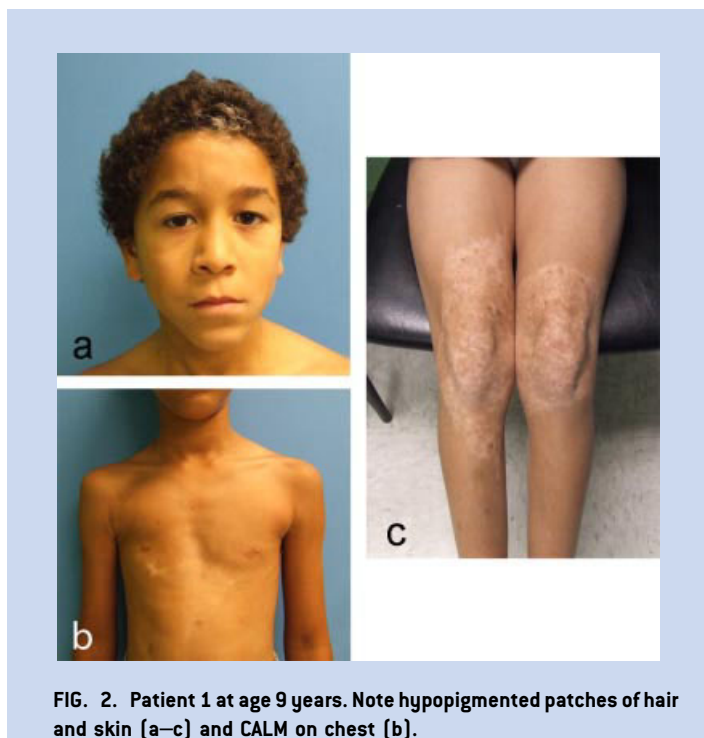 a
b
c
FIG. 2. Patient 1 at age 9 years. Note hypopigmented patches of hair
and skin (a–c) and CALM on chest (b).